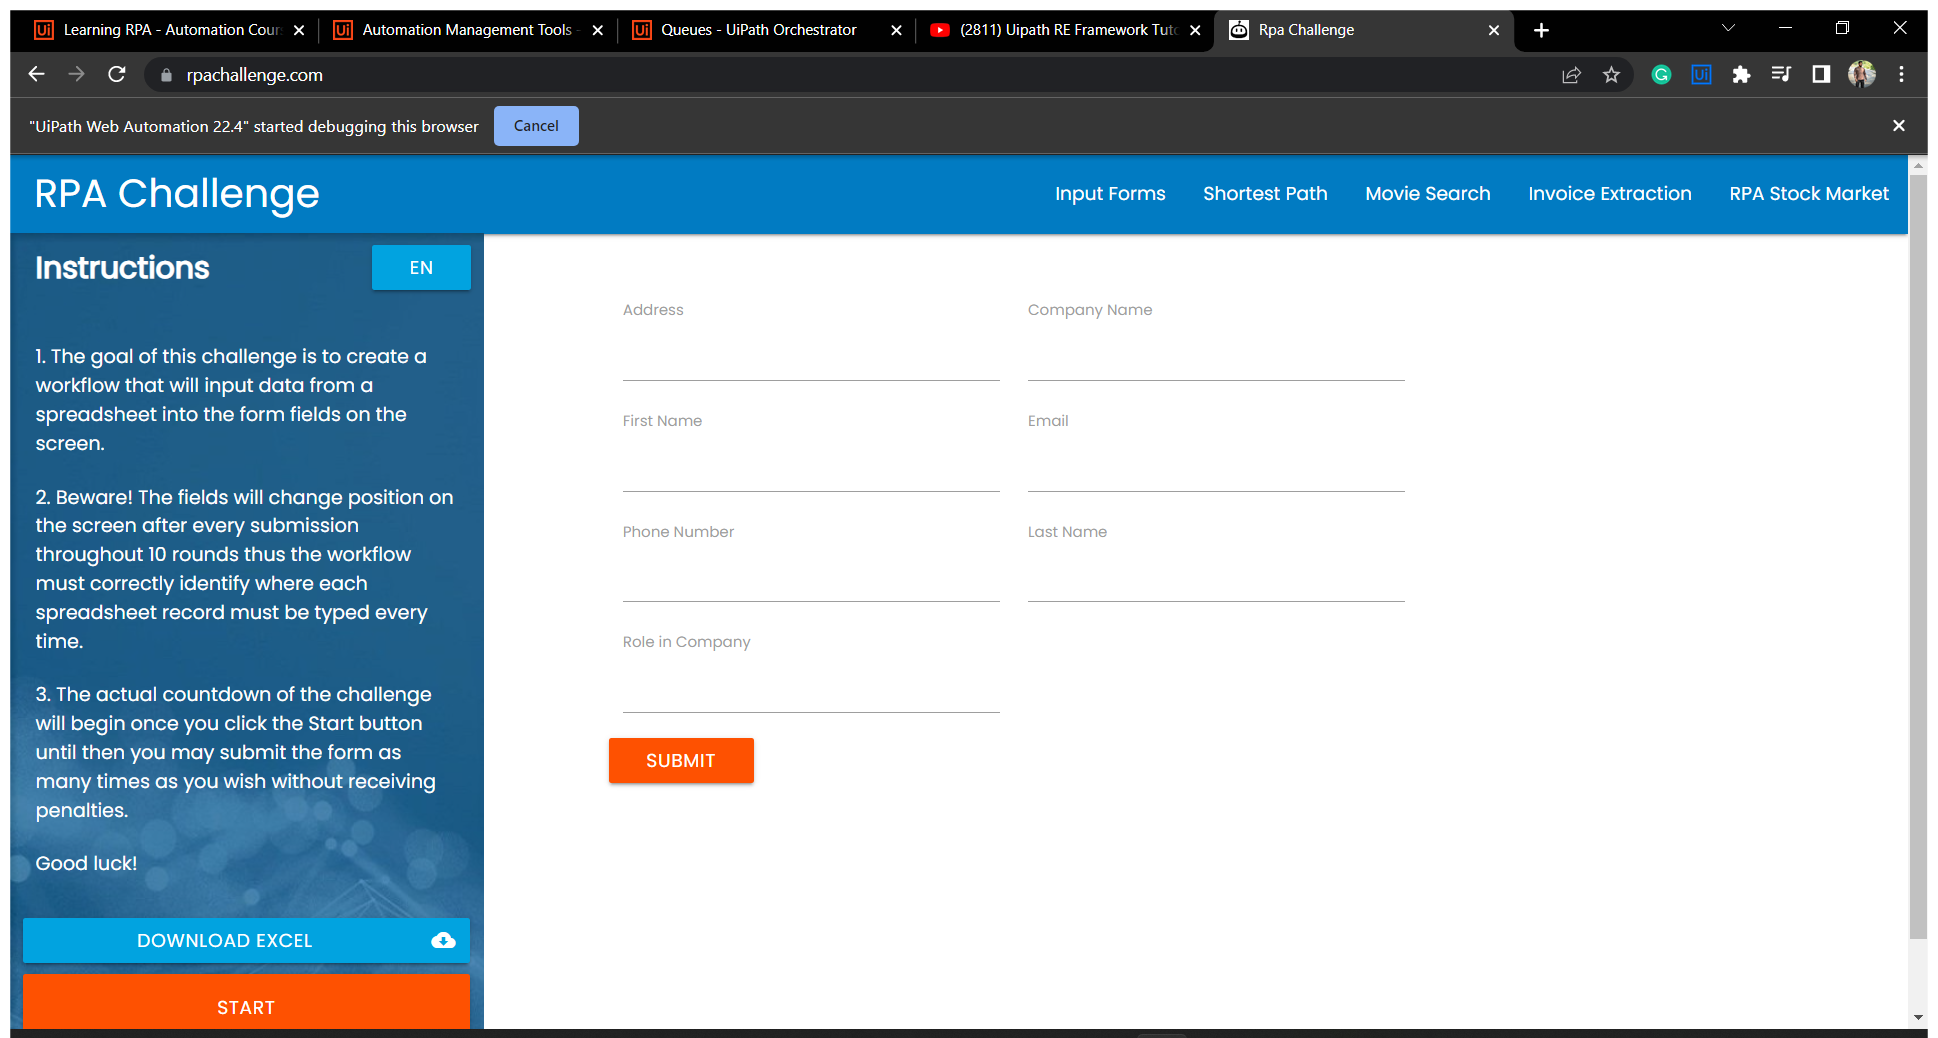 Ui Learning RPA - Automation Cour
Ui Automation Management Tools -
Ui Queues - UiPath Orchestrator
(2811) Uipath RE Framework Tuto
Rpa Challenge
rpachallenge.com
G
Ui
"UiPath Web Automation 22.4" started debugging this browser
Cancel
RPA Challenge
Input Forms
Shortest Path
Movie Search
Invoice Extraction
RPA Stock Market
Instructions
EN
1. The goal of this challenge is to create a
workflow that will input data from a
spreadsheet into the form fields on the
screen.
2. Beware! The fields will change position on
the screen after every submission
throughout 10 rounds thus the workflow
must correctly identify where each
spreadsheet record must be typed every
time.
3. The actual countdown of the challenge
will begin once you click the Start button
until then you may submit the form as
many times as you wish without receiving
penalties.
Good luck!
DOWNLOAD EXCEL
START
Address
Company Name
First Name
Email
Phone Number
Last Name
Role in Company
SUBMIT